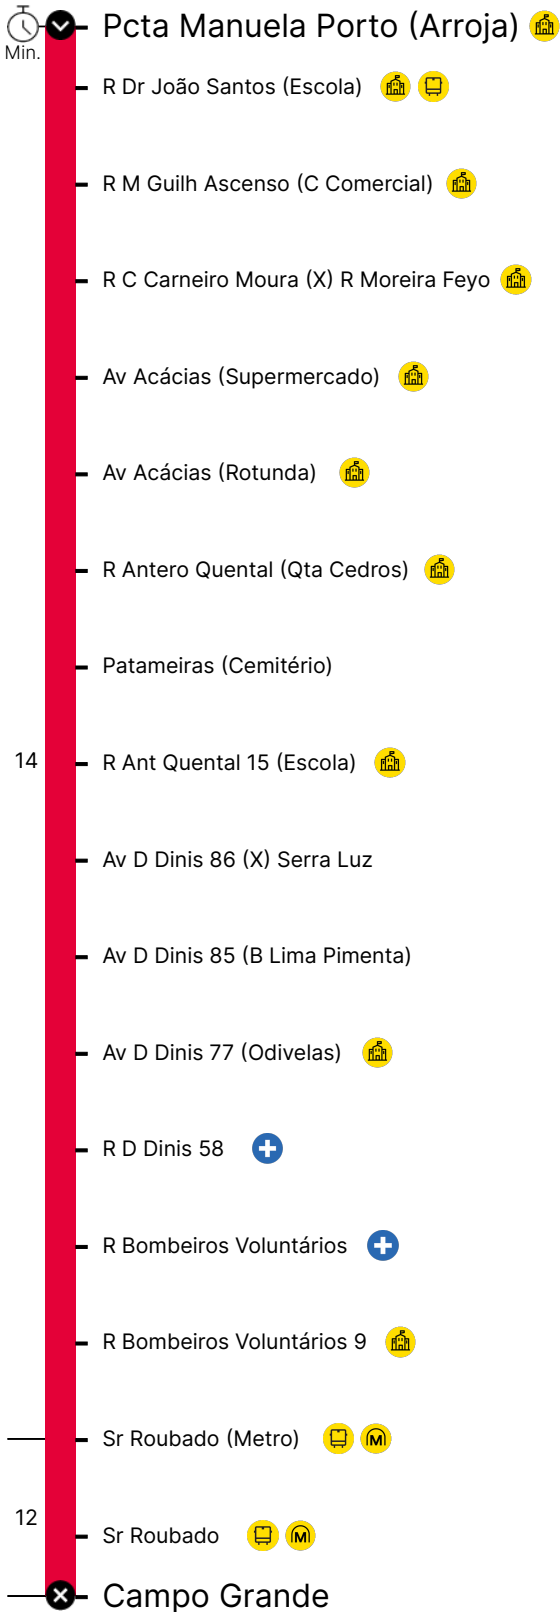 Pcta Manuela Porto (Arroja)
Min.
R Dr João Santos (Escola)
R M Guilh Ascenso (C Comercial)
R C Carneiro Moura (X) R Moreira Feyo
Av Acácias (Supermercado)
Av Acácias (Rotunda)
R Antero Quental (Qta Cedros)
Patameiras (Cemitério)
14 R Ant Quental 15 (Escola)
Av D Dinis 86 (X) Serra Luz
Av D Dinis 85 (B Lima Pimenta)
Av D Dinis 77 (Odivelas)
R D Dinis 58
R Bombeiros Voluntários
R Bombeiros Voluntários 9
Sr Roubado (Metro) M
12
Sr Roubado M
Campo Grande